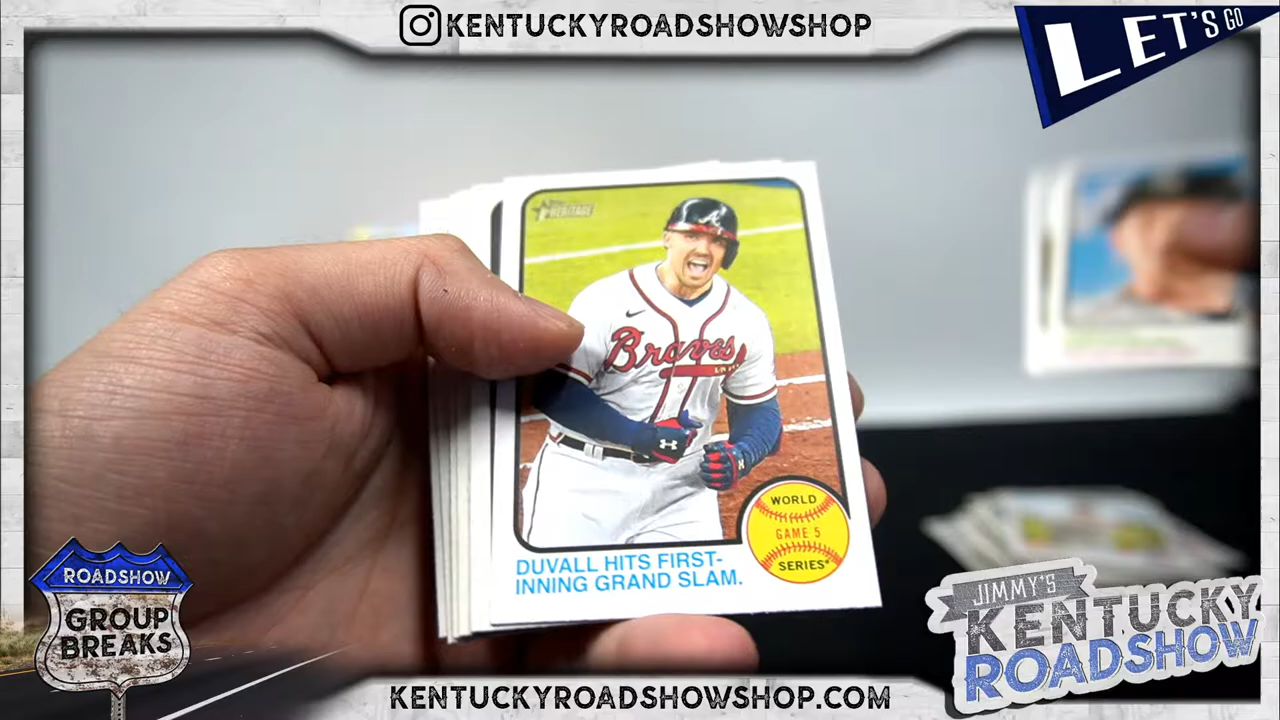 KENTUCKYROADSHOWSHOP
LET'S GO
HERITAGE
Braves
DUVALL HITS FIRST-
INNING GRAND SLAM.
WORLD
GAME 5
SERIES
ROADSHOW
GROUP
BREAKS
JIMMY'S
KENTUCKY
ROADSHOW
KENTUCKYROADSHOWSHOP.COM